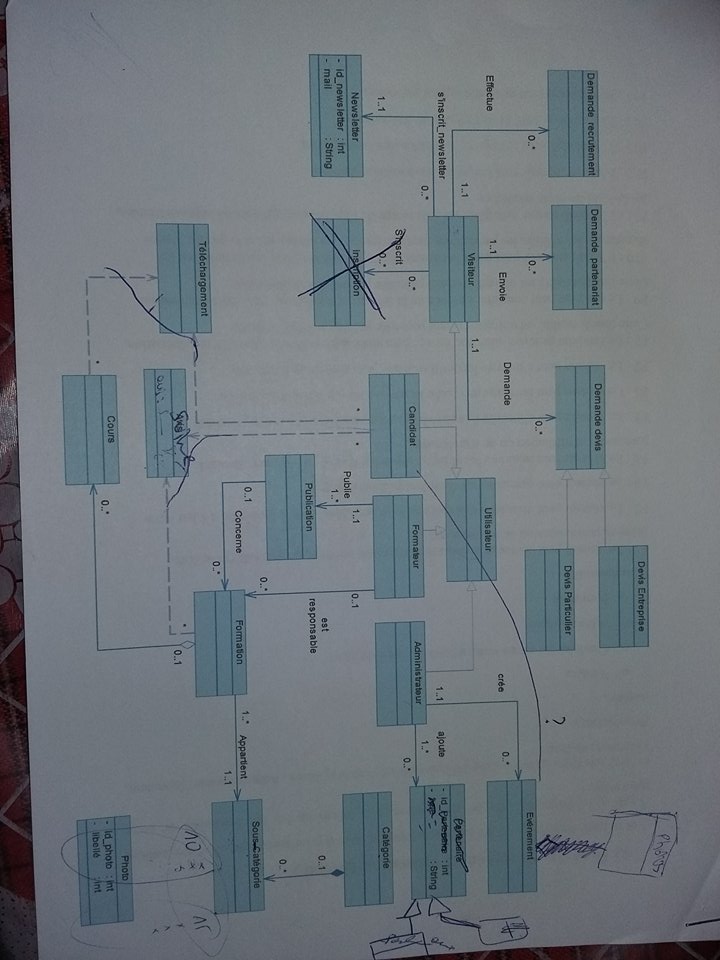 Photos
Devis Entreprise
Demande recrutement
Demande partenariat
Demande devis
Devis Particulier
?
0..*
0..*
0..*
Evénement
Effectue
Envoie
Demande
crée
0..*
1..1
1..1
1..1
Visiteur
Utilisateur
s'inscrit_newsletter
0..*
0..*
S'inscrit
0..*
1..1
Candidat
Formateur
Administrateur
1..1
ajoute
1..*
0..*
Partenaire
- id_Partenaire : int
- : String
Catégorie
Newsletter
- id_newsletter : int
- mail : String
Inscription
*
*
Publie
1..1
1..*
0..1
est
responsable
0..*
Publication
0..1
Concerne
0..*
Formation
1..*
Appartient
1..1
0..1
0..*
Sous-Catégorie
Téléchargement
Avis
*
0..1
10
15
Cours
0..*
*
Photo
- id_photo : int
- libellé : int